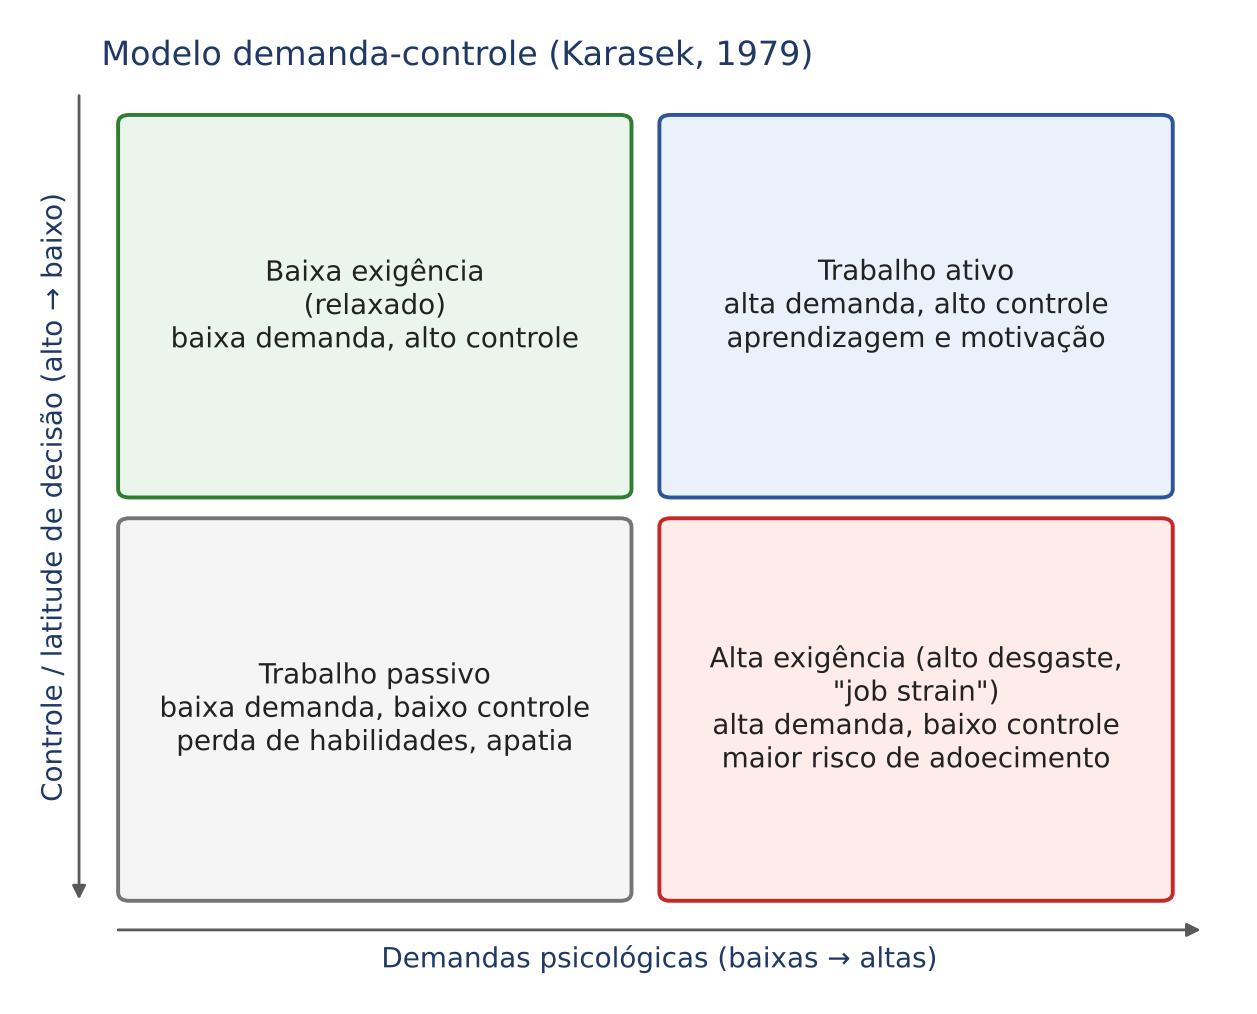 Modelo demanda-controle (Karasek, 1979)
Controle / latitude de decisão (alto → baixo)
Baixa exigência
(relaxado)
baixa demanda, alto controle
Trabalho ativo
alta demanda, alto controle
aprendizagem e motivação
Trabalho passivo
baixa demanda, baixo controle
perda de habilidades, apatia
Alta exigência (alto desgaste,
"job strain")
alta demanda, baixo controle
maior risco de adoecimento
Demandas psicológicas (baixas → altas)